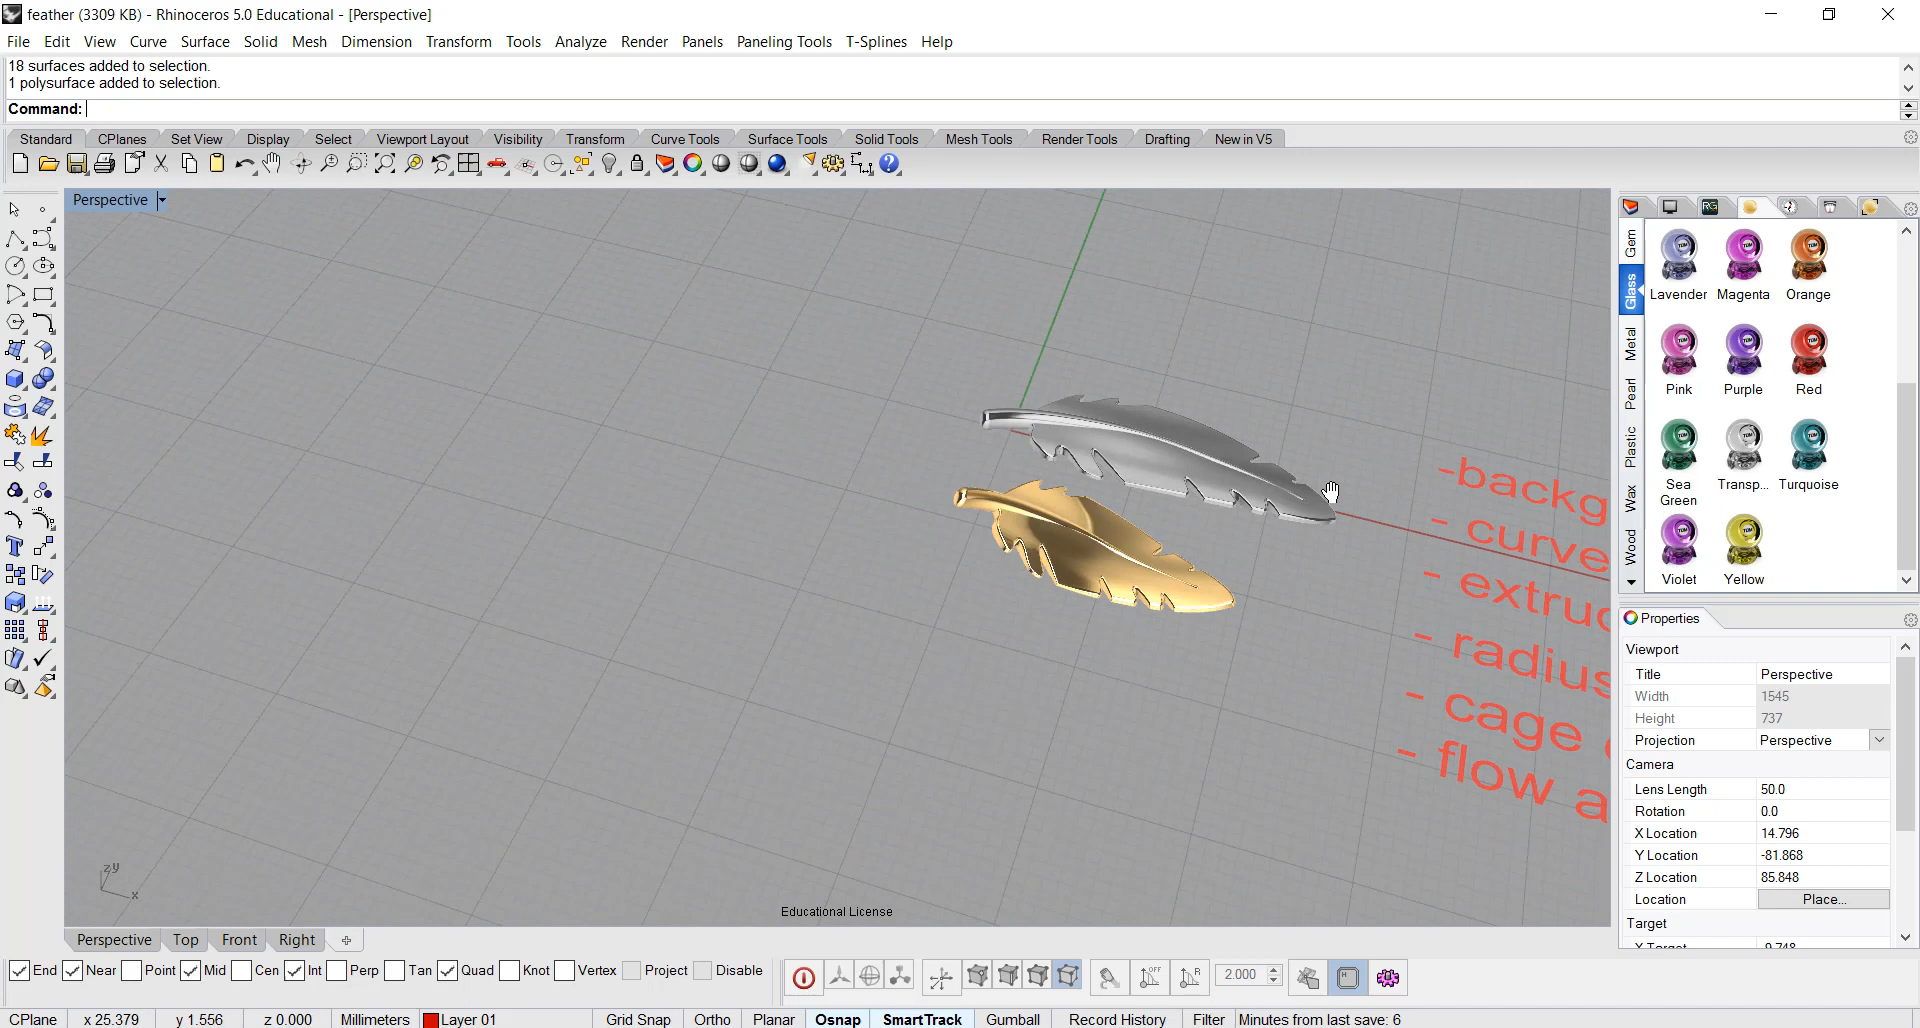 feather (3309 KB) - Rhinoceros 5.0 Educational - [Perspective]
File Edit View Curve Surface Solid Mesh Dimension Transform Tools Analyze Render Panels Paneling Tools T-Splines Help
18 surfaces added to selection.
1 polysurface added to selection.
Command:
Standard CPlanes Set View Display Select Viewport Layout Visibility Transform Curve Tools Surface Tools Solid Tools Mesh Tools Render Tools Drafting New in V5
Perspective
RG
Gem
Glass
Metal
Pearl
Plastic
Wax
Wood
Lavender Magenta Orange
Pink Purple Red
Sea Green Transp... Turquoise
Violet Yellow
-backg
- curve
- extruc
- radius
- cage
- flow a
zy
x
Educational License
Properties
Viewport
Title Perspective
Width 1545
Height 737
Projection Perspective
Camera
Lens Length 50.0
Rotation 0.0
X Location 14.796
Y Location -81.868
Z Location 85.848
Location Place...
Target
X Target 9.748
Perspective Top Front Right
End Near Point Mid Cen Int Perp Tan Quad Knot Vertex Project Disable
OFF R 2.000
CPlane x 25.379 y 1.556 z 0.000 Millimeters Layer 01 Grid Snap Ortho Planar Osnap SmartTrack Gumball Record History Filter Minutes from last save: 6